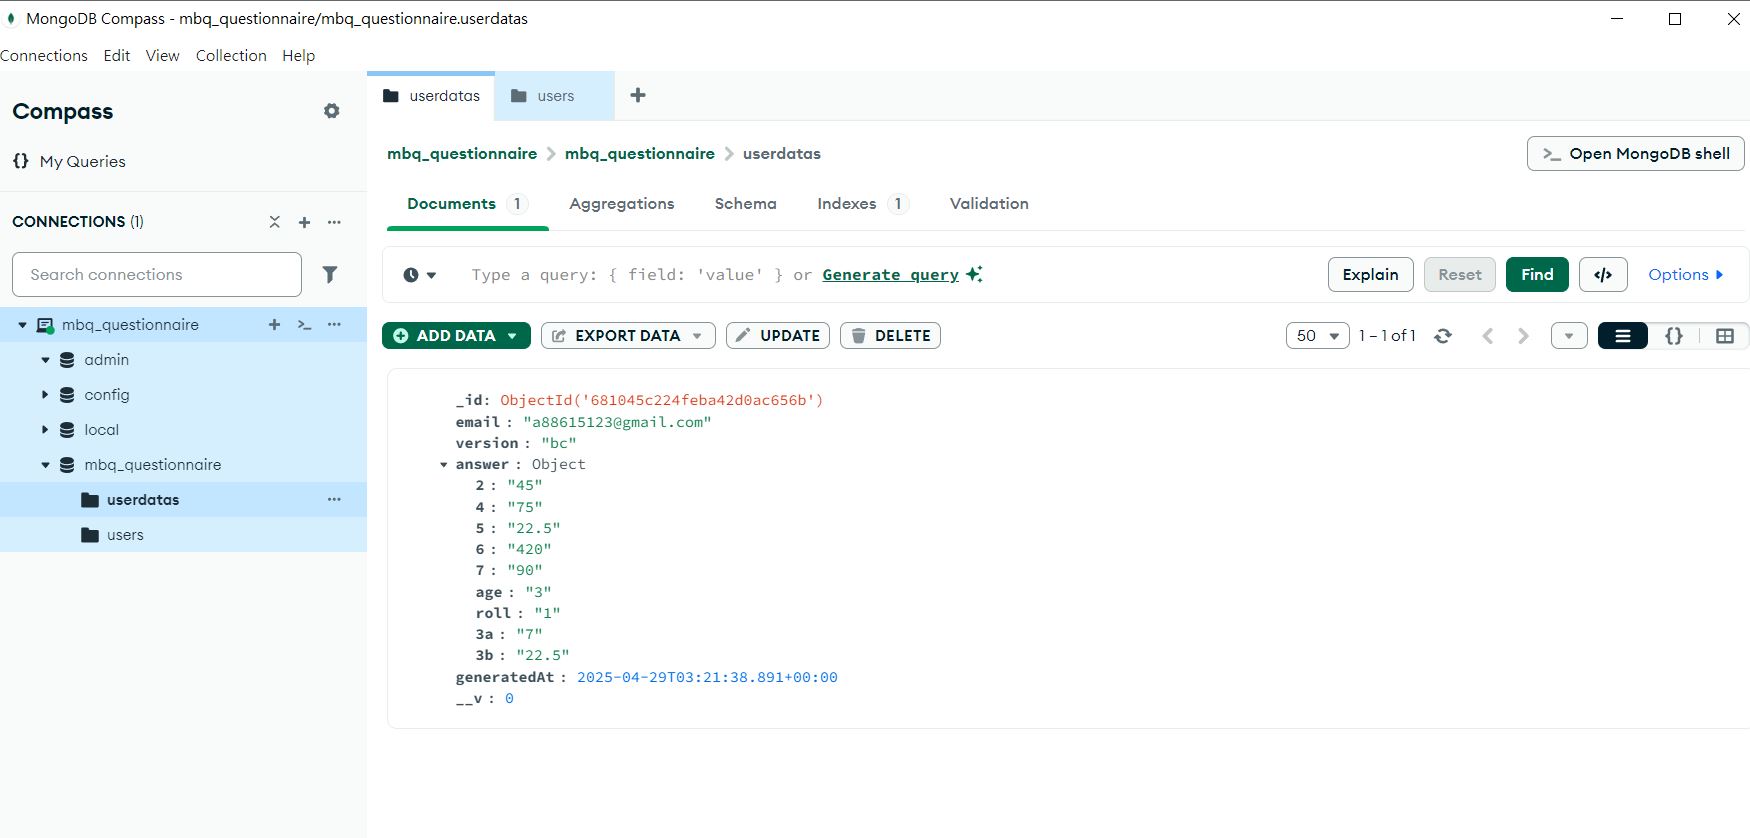 MongoDB Compass - mbq_questionnaire/mbq_questionnaire.userdatas
Connections Edit View Collection Help
Compass
My Queries
CONNECTIONS (1)
Search connections
mbq_questionnaire
admin
config
local
mbq_questionnaire
userdatas
users
userdatas users
mbq_questionnaire mbq_questionnaire userdatas
>_ Open MongoDB shell
Documents 1 Aggregations Schema Indexes 1 Validation
Type a query: { field: 'value' } or Generate query
Explain Reset Find </> Options
ADD DATA EXPORT DATA UPDATE DELETE
50 1 – 1 of 1 {}
_id: ObjectId('681045c224feba42d0ac656b')
email : "a88615123@gmail.com"
version : "bc"
answer : Object
2 : "45"
4 : "75"
5 : "22.5"
6 : "420"
7 : "90"
age : "3"
roll : "1"
3a : "7"
3b : "22.5"
generatedAt : 2025-04-29T03:21:38.891+00:00
__v : 0